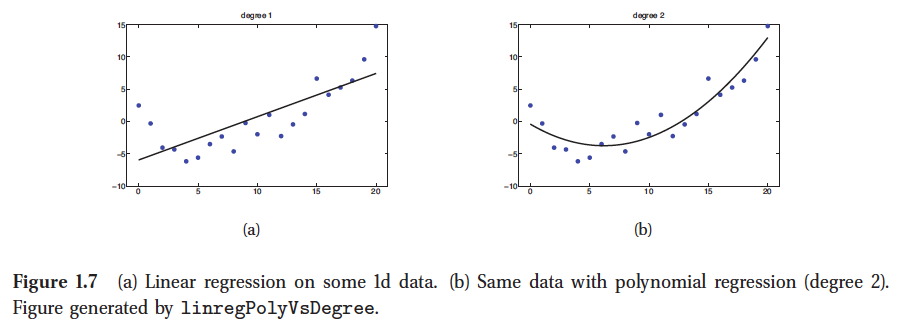 degree 1
15
10
5
0
−5
−10
0 5 10 15 20
(a)
degree 2
15
10
5
0
−5
−10
0 5 10 15 20
(b)
Figure 1.7 (a) Linear regression on some 1d data. (b) Same data with polynomial regression (degree 2).
Figure generated by linregPolyVsDegree.